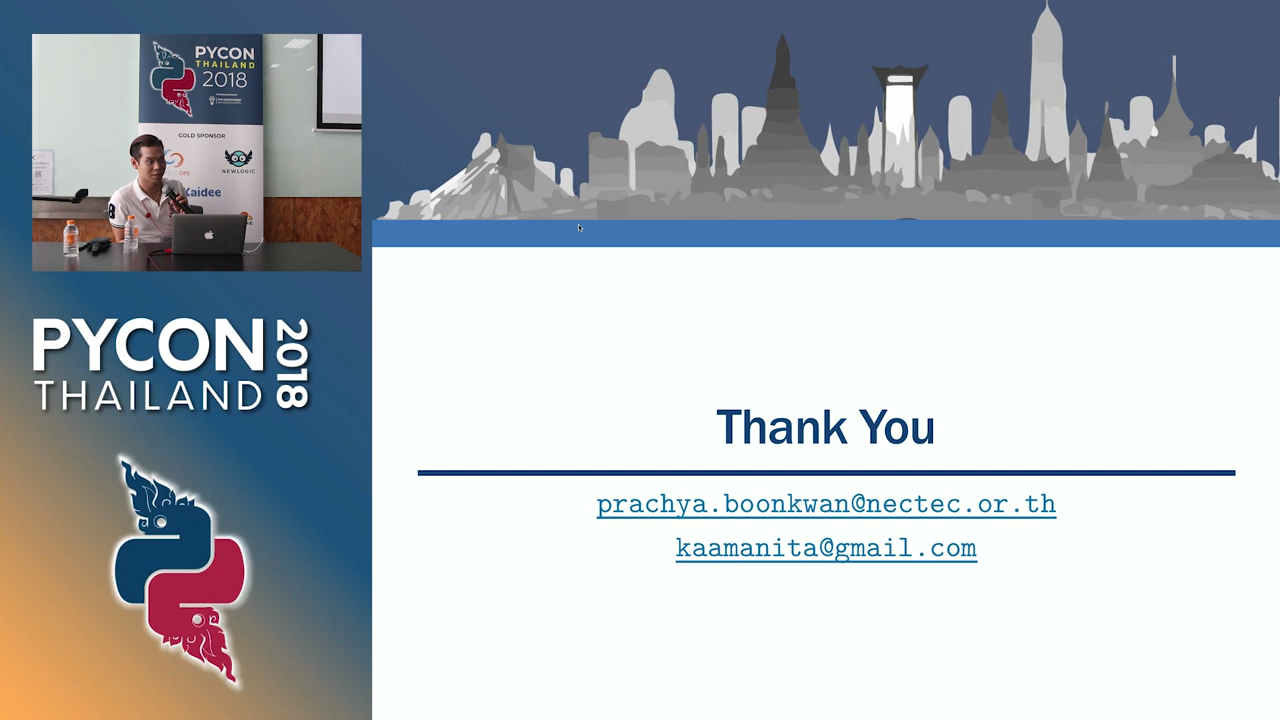 PYCON
THAILAND
2018
GOLD SPONSOR
OPS
NEWLOGIC
Kaidee
PYCON 2018
THAILAND
Thank You
prachya.boonkwan@nectec.or.th
kaamanita@gmail.com